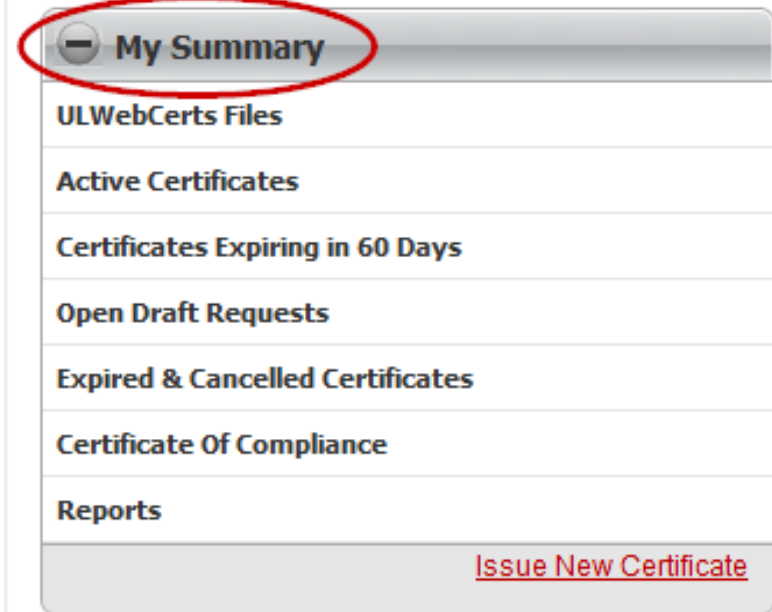 My Summary
ULWebCerts Files
Active Certificates
Certificates Expiring in 60 Days
Open Draft Requests
Expired & Cancelled Certificates
Certificate Of Compliance
Reports
Issue New Certificate